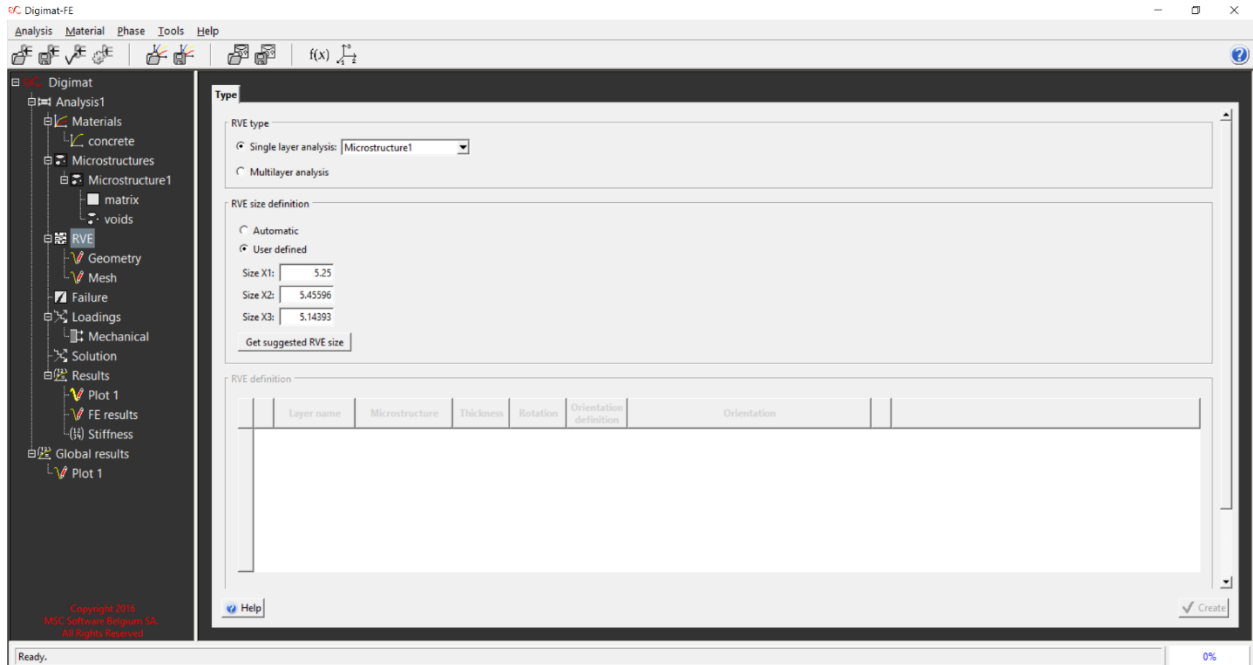 Digimat-FE
Analysis Material Phase Tools Help
f(x)
Digimat
Analysis1
Materials
concrete
Microstructures
Microstructure1
matrix
voids
RVE
Geometry
Mesh
Failure
Loadings
Mechanical
Solution
Results
Plot 1
FE results
Stiffness
Global results
Plot 1
Copyright 2016
MSC Software Belgium SA
All Rights Reserved
Type
RVE type
Single layer analysis: Microstructure1
Multilayer analysis
RVE size definition
Automatic
User defined
Size X1: 5.25
Size X2: 5.45596
Size X3: 5.14393
Get suggested RVE size
RVE definition
Layer name Microstructure Thickness Rotation Orientation definition Orientation
Help
Create
Ready.
0%